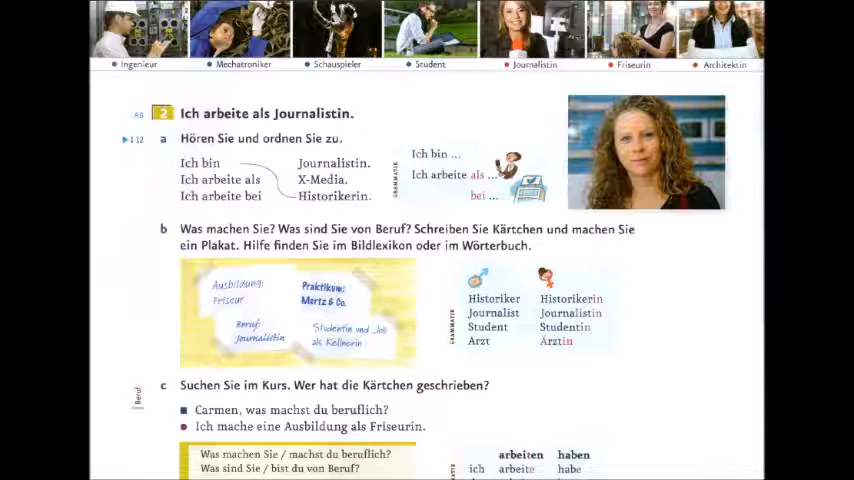 Ingenieur
Mechatroniker
Schauspieler
Student
Journalistin
Friseurin
Architektin
AB 2 Ich arbeite als Journalistin.
▶ 1 12 a Hören Sie und ordnen Sie zu.
Ich bin Journalistin.
Ich arbeite als X-Media.
Ich arbeite bei Historikerin.
GRAMMATIK
Ich bin ...
Ich arbeite als ...
bei ...
b Was machen Sie? Was sind Sie von Beruf? Schreiben Sie Kärtchen und machen Sie
ein Plakat. Hilfe finden Sie im Bildlexikon oder im Wörterbuch.
Ausbildung:
Friseur
Praktikum:
Mertz & Co.
Beruf:
Journalistin
Studentin und Job
als Kellnerin
GRAMMATIK
Historiker Historikerin
Journalist Journalistin
Student Studentin
Arzt Ärztin
Beruf
c Suchen Sie im Kurs. Wer hat die Kärtchen geschrieben?
Carmen, was machst du beruflich?
Ich mache eine Ausbildung als Friseurin.
Was machen Sie / machst du beruflich?
Was sind Sie / bist du von Beruf?
arbeiten haben
ich arbeite habe